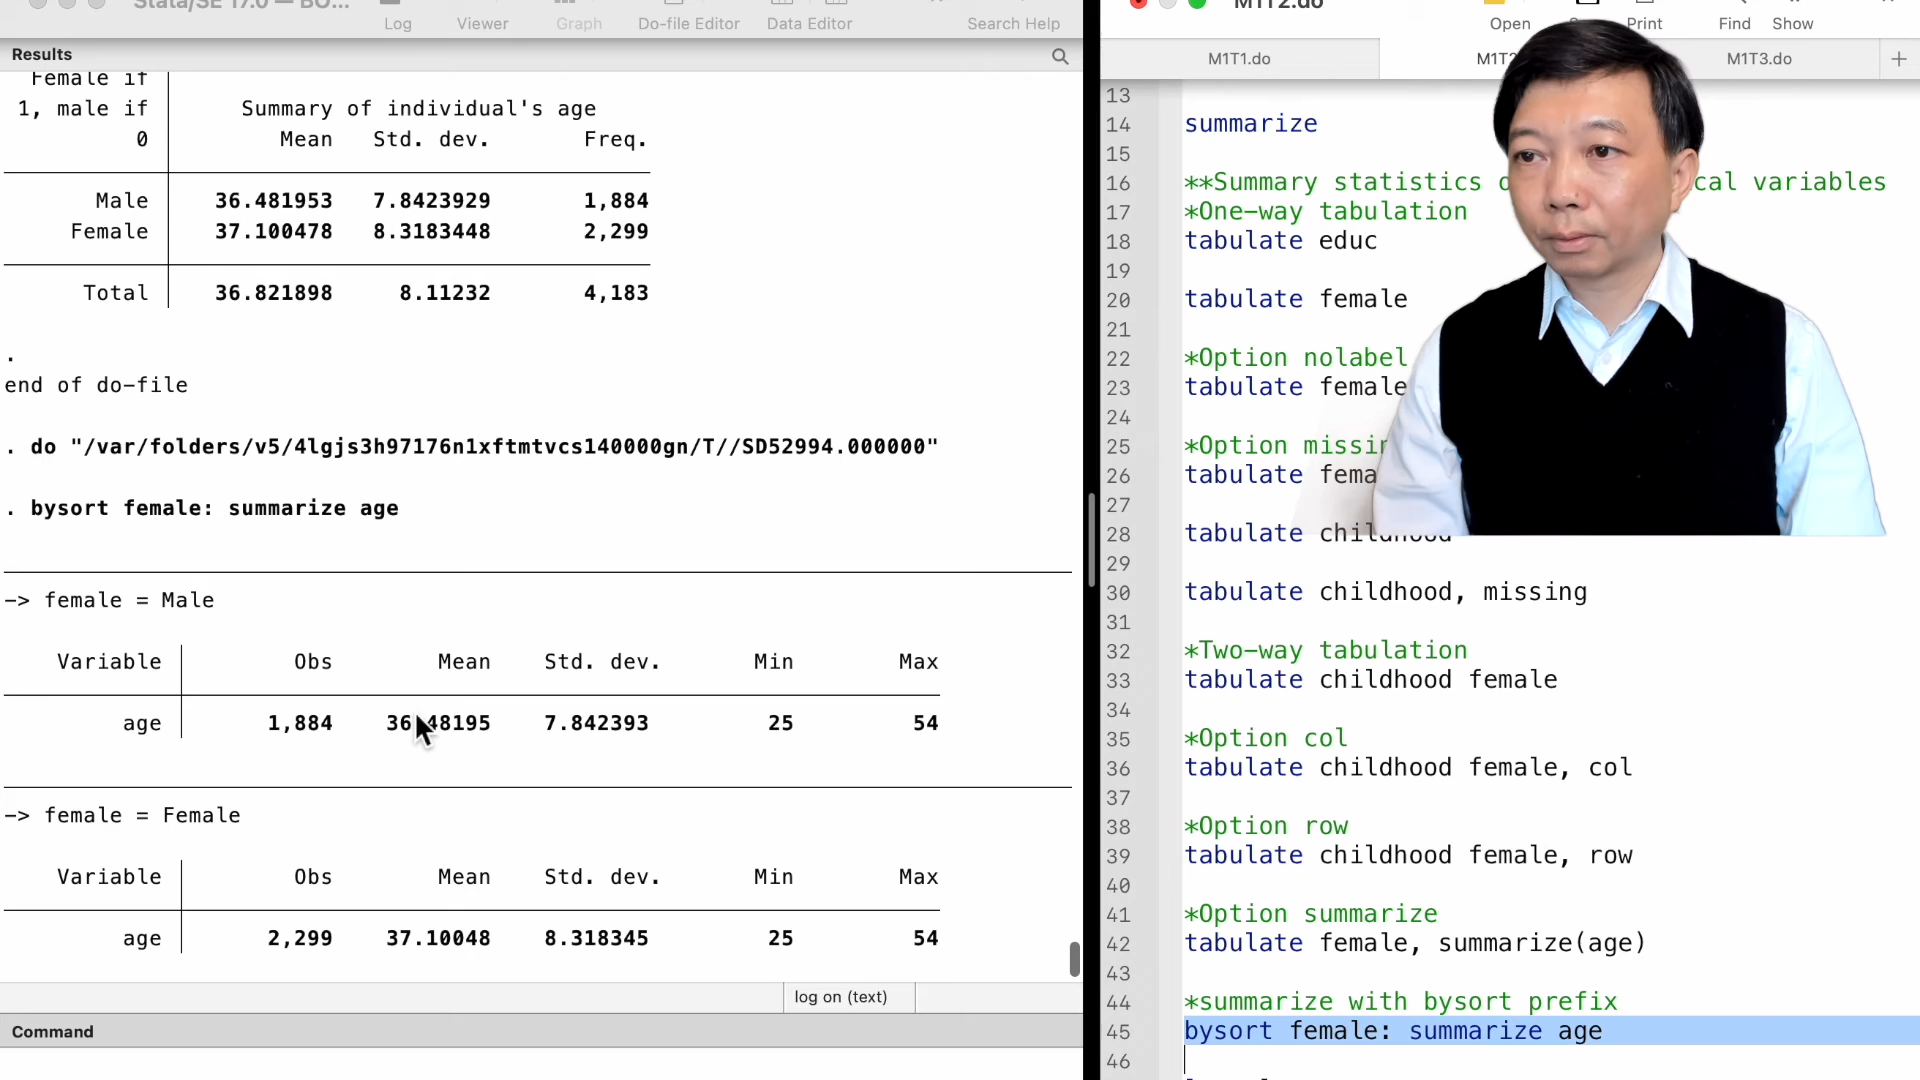 Stata/SE 17.0 — BO...
Log
Viewer
Graph
Do-file Editor
Data Editor
Search Help
Results
Female if
1, male if
0
Summary of individual's age
Mean Std. dev. Freq.
Male 36.481953 7.8423929 1,884
Female 37.100478 8.3183448 2,299
Total 36.821898 8.11232 4,183
.
end of do-file
. do "/var/folders/v5/4lgjs3h97176n1xftmtvcs140000gn/T//SD52994.000000"
. bysort female: summarize age
-> female = Male
Variable Obs Mean Std. dev. Min Max
age 1,884 36.48195 7.842393 25 54
-> female = Female
Variable Obs Mean Std. dev. Min Max
age 2,299 37.10048 8.318345 25 54
log on (text)
Command
M1T2.do
Open
Print
Find
Show
M1T1.do
M1T2
M1T3.do
+
13
14 summarize
15
16 **Summary statistics cal variables
17 *One-way tabulation
18 tabulate educ
19
20 tabulate female
21
22 *Option nolabel
23 tabulate female
24
25 *Option missin
26 tabulate fema
27
28 tabulate childhood
29
30 tabulate childhood, missing
31
32 *Two-way tabulation
33 tabulate childhood female
34
35 *Option col
36 tabulate childhood female, col
37
38 *Option row
39 tabulate childhood female, row
40
41 *Option summarize
42 tabulate female, summarize(age)
43
44 *summarize with bysort prefix
45 bysort female: summarize age
46